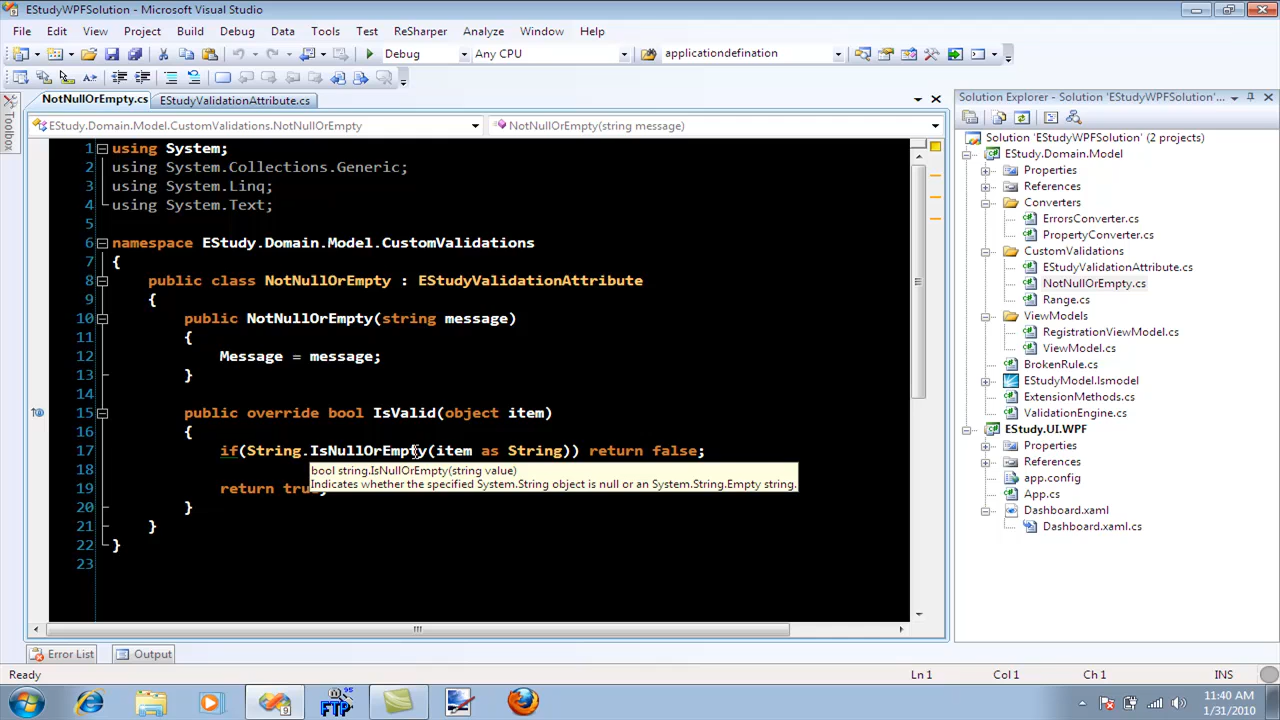 EStudyWPFSolution - Microsoft Visual Studio
File Edit View Project Build Debug Data Tools Test ReSharper Analyze Window Help
Debug Any CPU applicationdefination
NotNullOrEmpty.cs EStudyValidationAttribute.cs
Toolbox
EStudy.Domain.Model.CustomValidations.NotNullOrEmpty NotNullOrEmpty(string message)
1 using System;
2 using System.Collections.Generic;
3 using System.Linq;
4 using System.Text;
5
6 namespace EStudy.Domain.Model.CustomValidations
7 {
8 public class NotNullOrEmpty : EStudyValidationAttribute
9 {
10 public NotNullOrEmpty(string message)
11 {
12 Message = message;
13 }
14
15 public override bool IsValid(object item)
16 {
17 if(String.IsNullOrEmpty(item as String)) return false;
bool string.IsNullOrEmpty(string value)
Indicates whether the specified System.String object is null or an System.String.Empty string.
18
19 return true;
20 }
21 }
22 }
23
Solution Explorer - Solution 'EStudyWPFSolution'...
Solution 'EStudyWPFSolution' (2 projects)
EStudy.Domain.Model
Properties
References
Converters
ErrorsConverter.cs
PropertyConverter.cs
CustomValidations
EStudyValidationAttribute.cs
NotNullOrEmpty.cs
Range.cs
ViewModels
RegistrationViewModel.cs
ViewModel.cs
BrokenRule.cs
EStudyModel.lsmodel
ExtensionMethods.cs
ValidationEngine.cs
EStudy.UI.WPF
Properties
References
app.config
App.cs
Dashboard.xaml
Dashboard.xaml.cs
Error List Output
Ready Ln 1 Col 1 Ch 1 INS
FTP
11:40 AM
1/31/2010